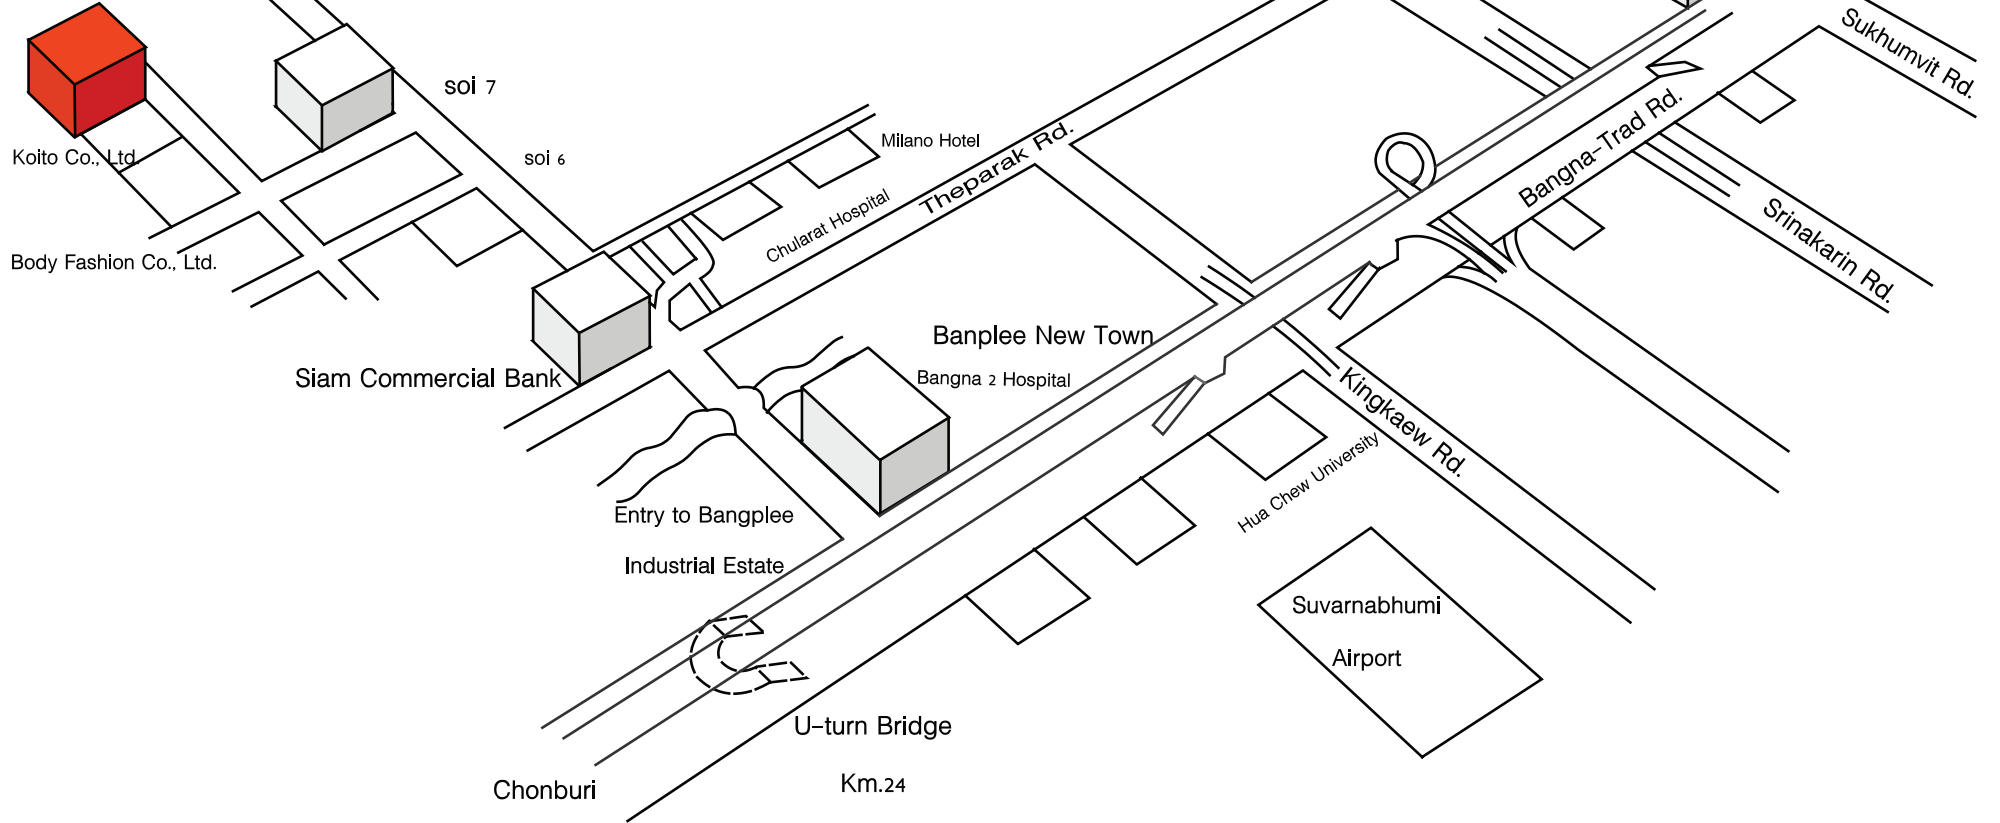 Sukhumvit Rd.
soi 7
Bangna-Trad Rd.
Milano Hotel
Theparak Rd.
Koito Co., Ltd.
soi 6
Srinakarin Rd.
Chularat Hospital
Body Fashion Co., Ltd.
Banplee New Town
Siam Commercial Bank
Bangna 2 Hospital
Kingkaew Rd.
Hua Chew University
Entry to Bangplee
Industrial Estate
Suvarnabhumi
Airport
U-turn Bridge
Km.24
Chonburi